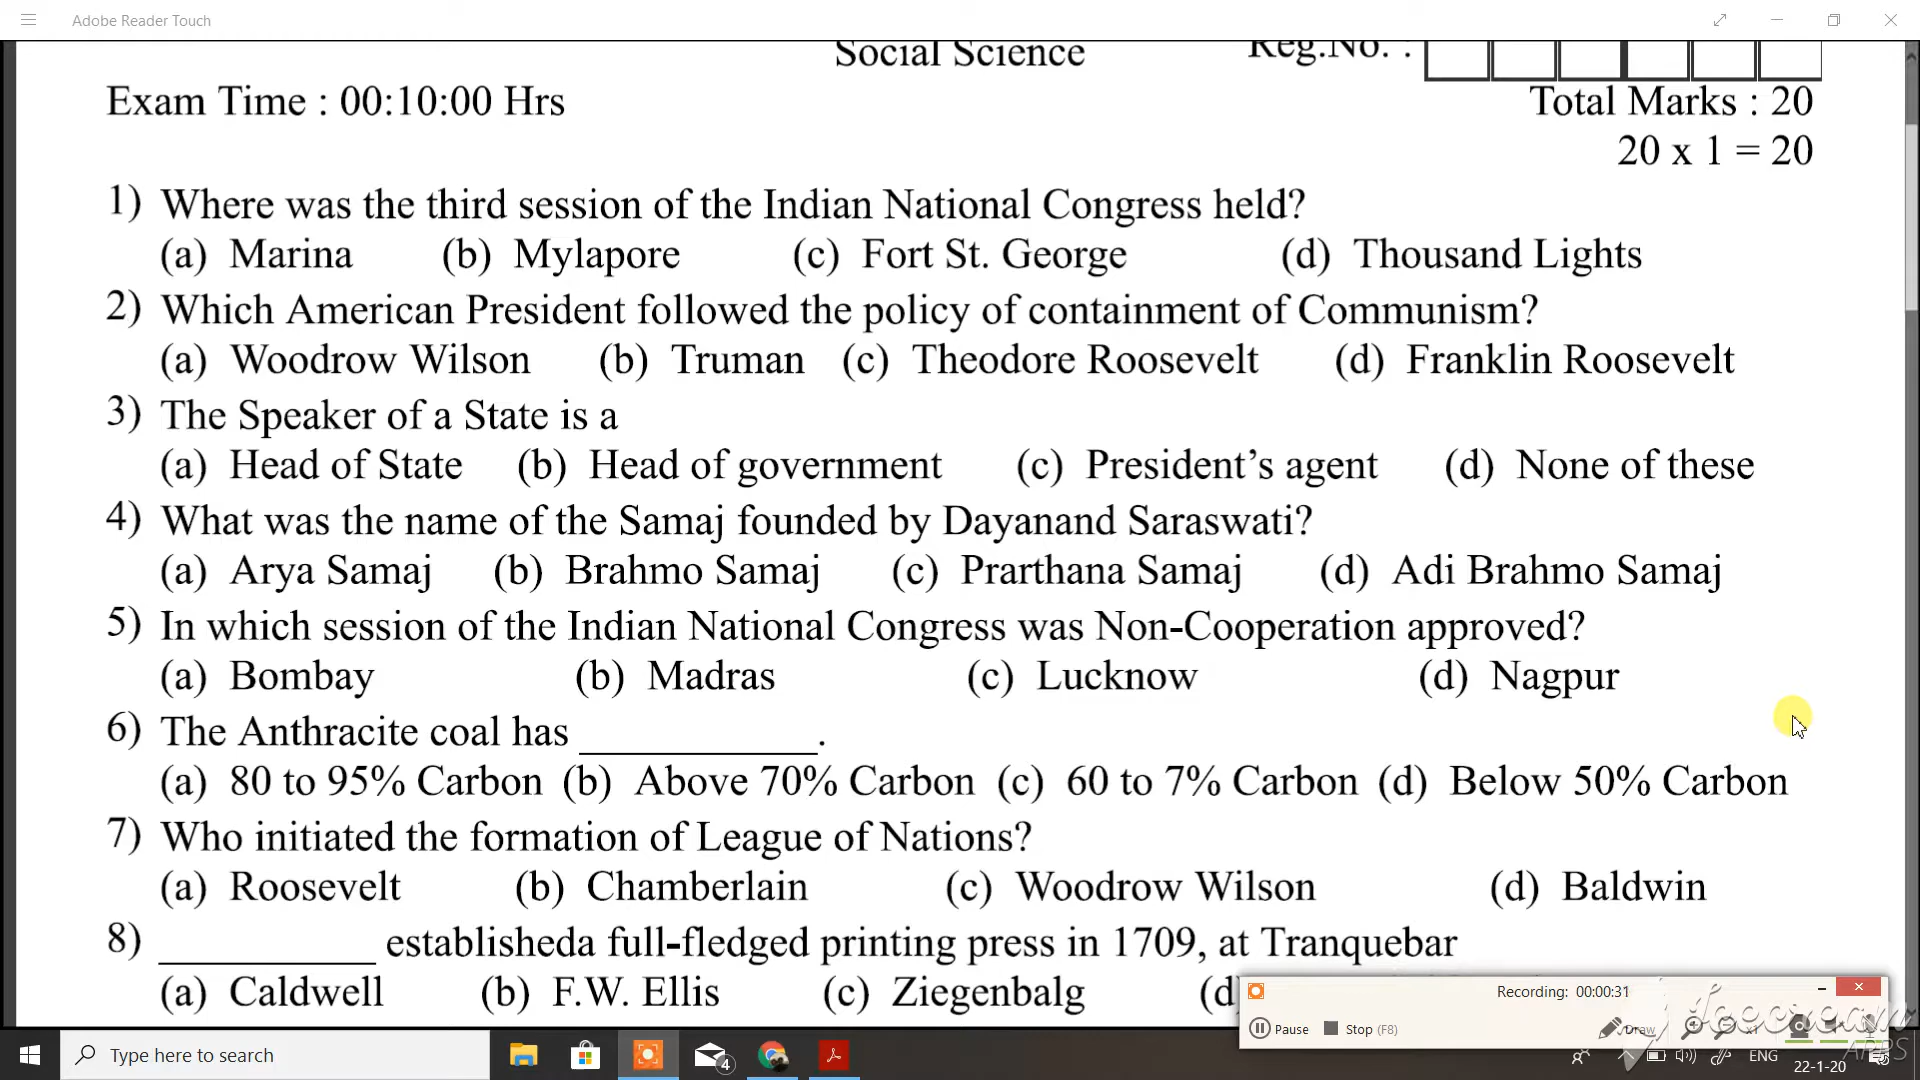 Adobe Reader Touch
Social Science Reg.No. :
Exam Time : 00:10:00 Hrs Total Marks : 20
20 x 1 = 20
1) Where was the third session of the Indian National Congress held?
(a) Marina (b) Mylapore (c) Fort St. George (d) Thousand Lights
2) Which American President followed the policy of containment of Communism?
(a) Woodrow Wilson (b) Truman (c) Theodore Roosevelt (d) Franklin Roosevelt
3) The Speaker of a State is a
(a) Head of State (b) Head of government (c) President’s agent (d) None of these
4) What was the name of the Samaj founded by Dayanand Saraswati?
(a) Arya Samaj (b) Brahmo Samaj (c) Prarthana Samaj (d) Adi Brahmo Samaj
5) In which session of the Indian National Congress was Non-Cooperation approved?
(a) Bombay (b) Madras (c) Lucknow (d) Nagpur
6) The Anthracite coal has ___________.
(a) 80 to 95% Carbon (b) Above 70% Carbon (c) 60 to 7% Carbon (d) Below 50% Carbon
7) Who initiated the formation of League of Nations?
(a) Roosevelt (b) Chamberlain (c) Woodrow Wilson (d) Baldwin
8) __________ establisheda full-fledged printing press in 1709, at Tranquebar
(a) Caldwell (b) F.W. Ellis (c) Ziegenbalg (d)
Recording: 00:00:31
Pause Stop (F8) Draw
Icecream
APPS
Type here to search 4 ENG
22-1-20